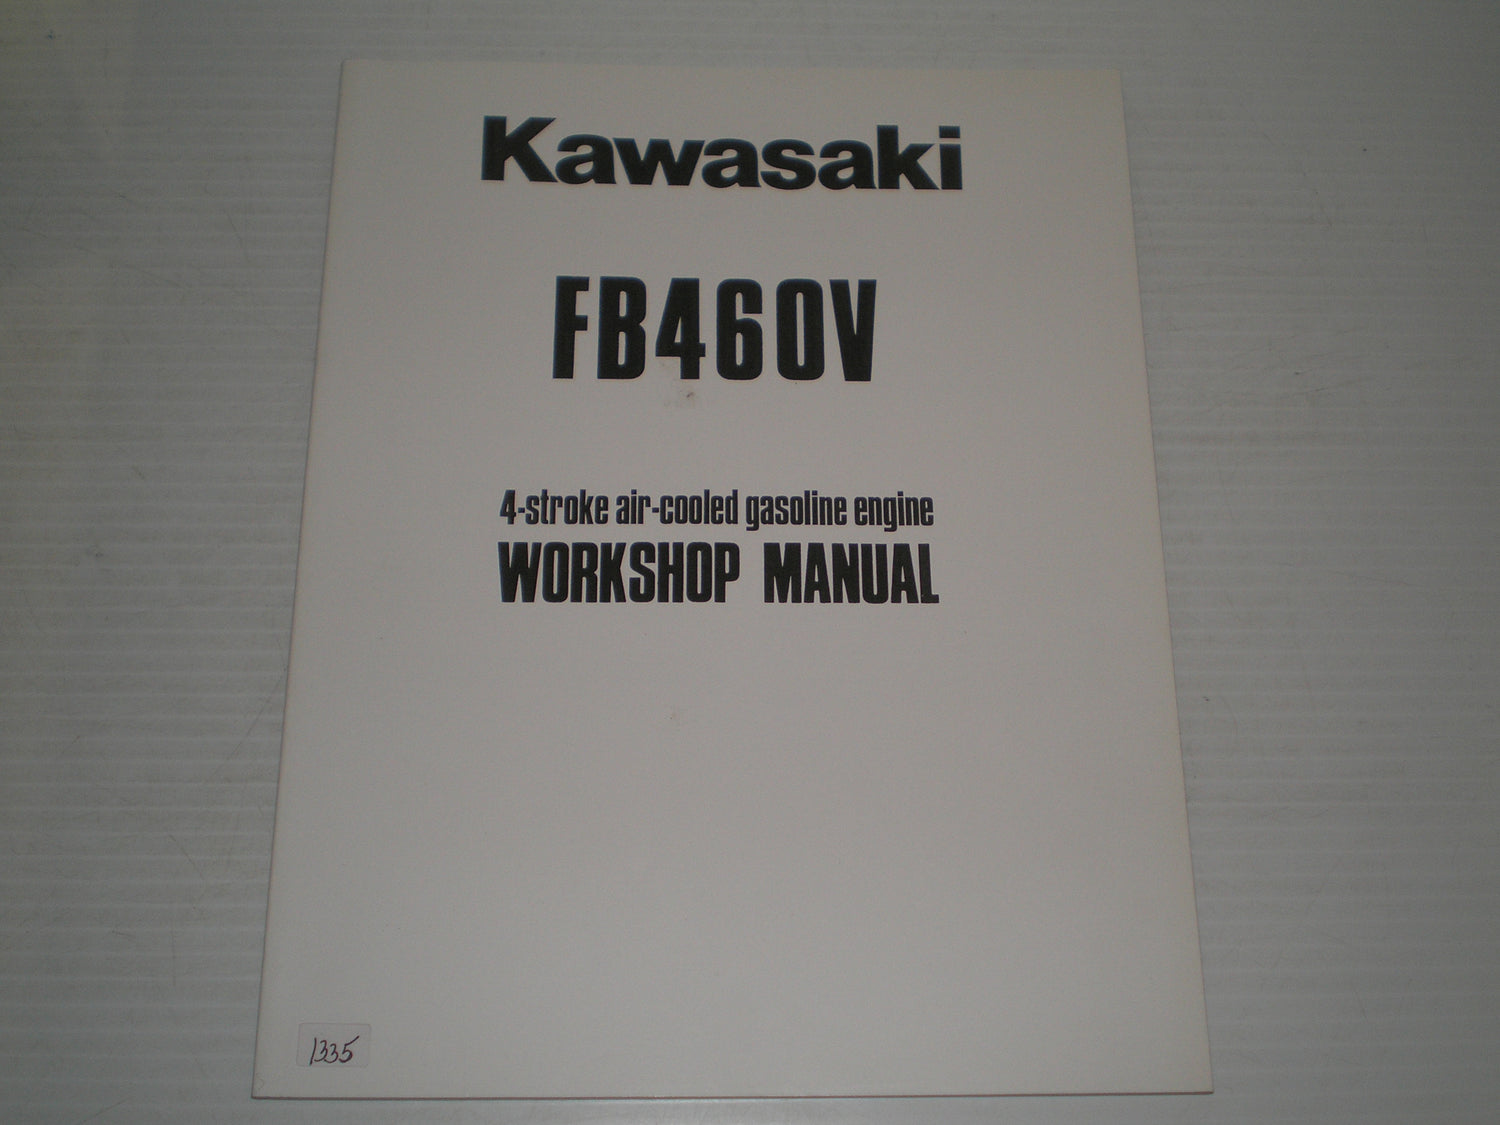 Kawasaki
FB460V
4-stroke air-cooled gasoline engine
WORKSHOP MANUAL
1335